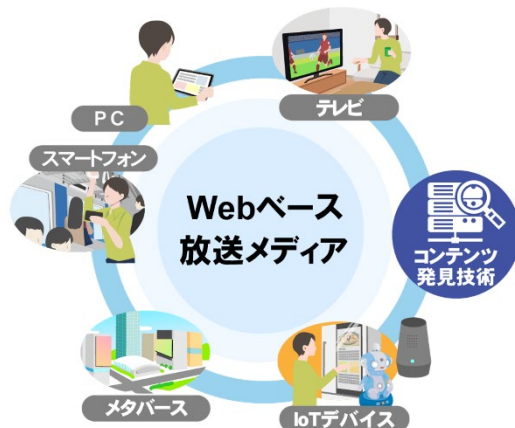 PC
テレビ
スマートフォン
Webベース
放送メディア
コンテンツ
発見技術
メタバース
IoTデバイス